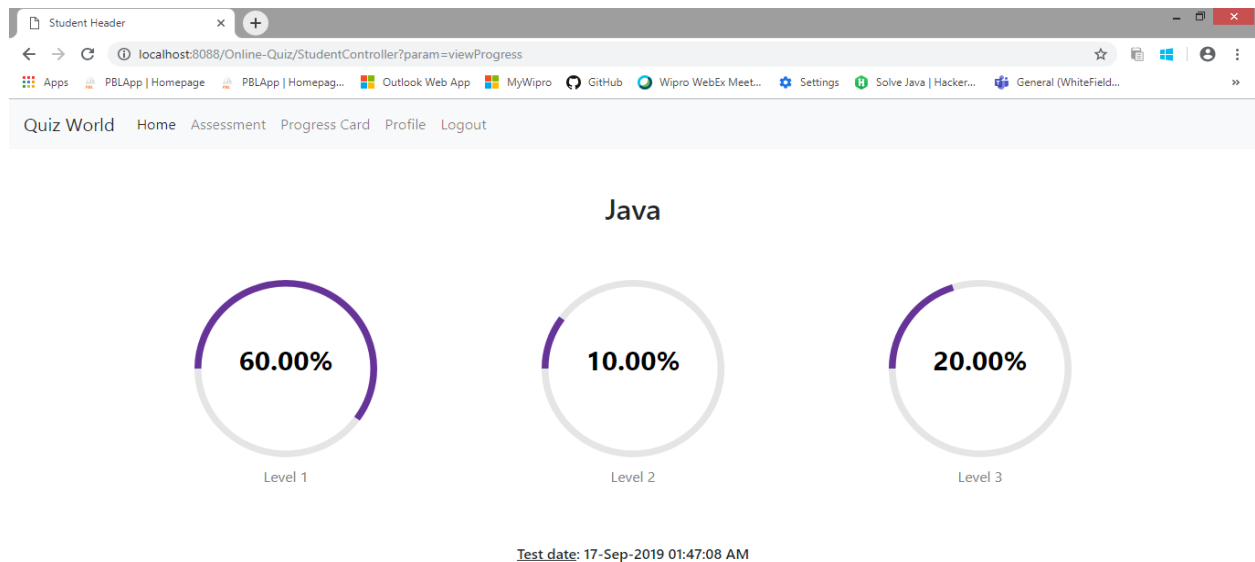 Student Header
localhost:8088/Online-Quiz/StudentController?param=viewProgress
Apps PBLApp | Homepage PBLApp | Homepag... Outlook Web App MyWipro GitHub Wipro WebEx Meet... Settings Solve Java | Hacker... General (WhiteField...
Quiz World Home Assessment Progress Card Profile Logout
Java
60.00% 10.00% 20.00%
Level 1 Level 2 Level 3
Test date: 17-Sep-2019 01:47:08 AM